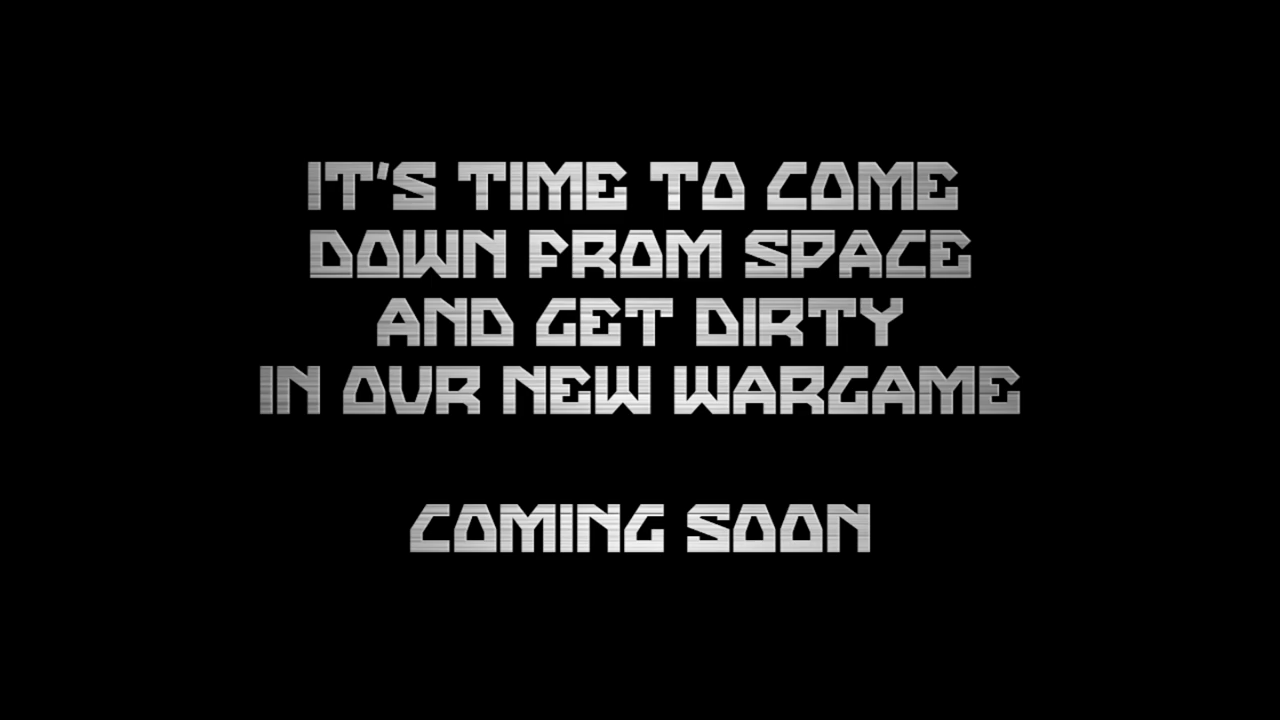 IT'S TIME TO COME
DOWN FROM SPACE
AND GET DIRTY
IN OUR NEW WARGAME
COMING SOON